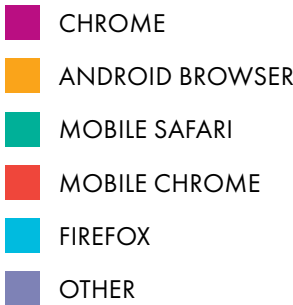 CHROME
ANDROID BROWSER
MOBILE SAFARI
MOBILE CHROME
FIREFOX
OTHER